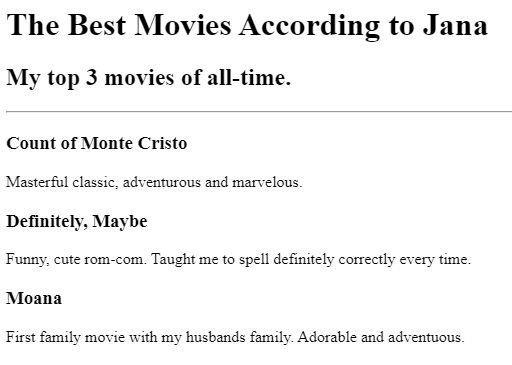 The Best Movies According to Jana
My top 3 movies of all-time.
Count of Monte Cristo
Masterful classic, adventurous and marvelous.
Definitely, Maybe
Funny, cute rom-com. Taught me to spell definitely correctly every time.
Moana
First family movie with my husbands family. Adorable and adventuous.